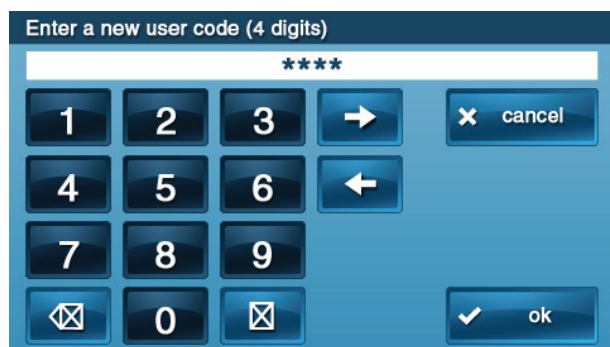 Enter a new user code (4 digits)
****
1 2 3 cancel
4 5 6
7 8 9
0 ok